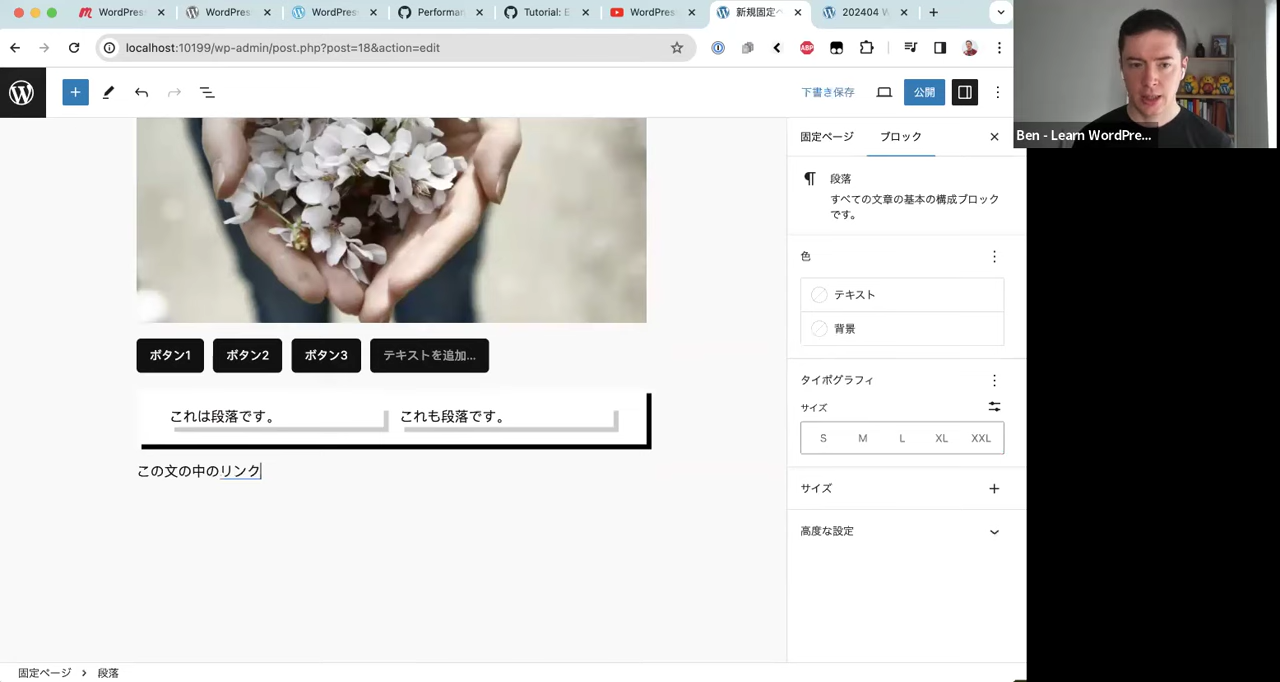 WordPress
WordPres
WordPres
Performan
Tutorial: E
WordPres
新規固定ペ
202404 W
localhost:10199/wp-admin/post.php?post=18&action=edit
ABP
Ben - Learn WordPre...
下書き保存
公開
固定ページ
ブロック
段落
すべての文章の基本の構成ブロック
です。
色
テキスト
背景
タイポグラフィ
サイズ
S M L XL XXL
サイズ
高度な設定
ボタン1
ボタン2
ボタン3
テキストを追加…
これは段落です。
これも段落です。
この文の中のリンク
固定ページ > 段落